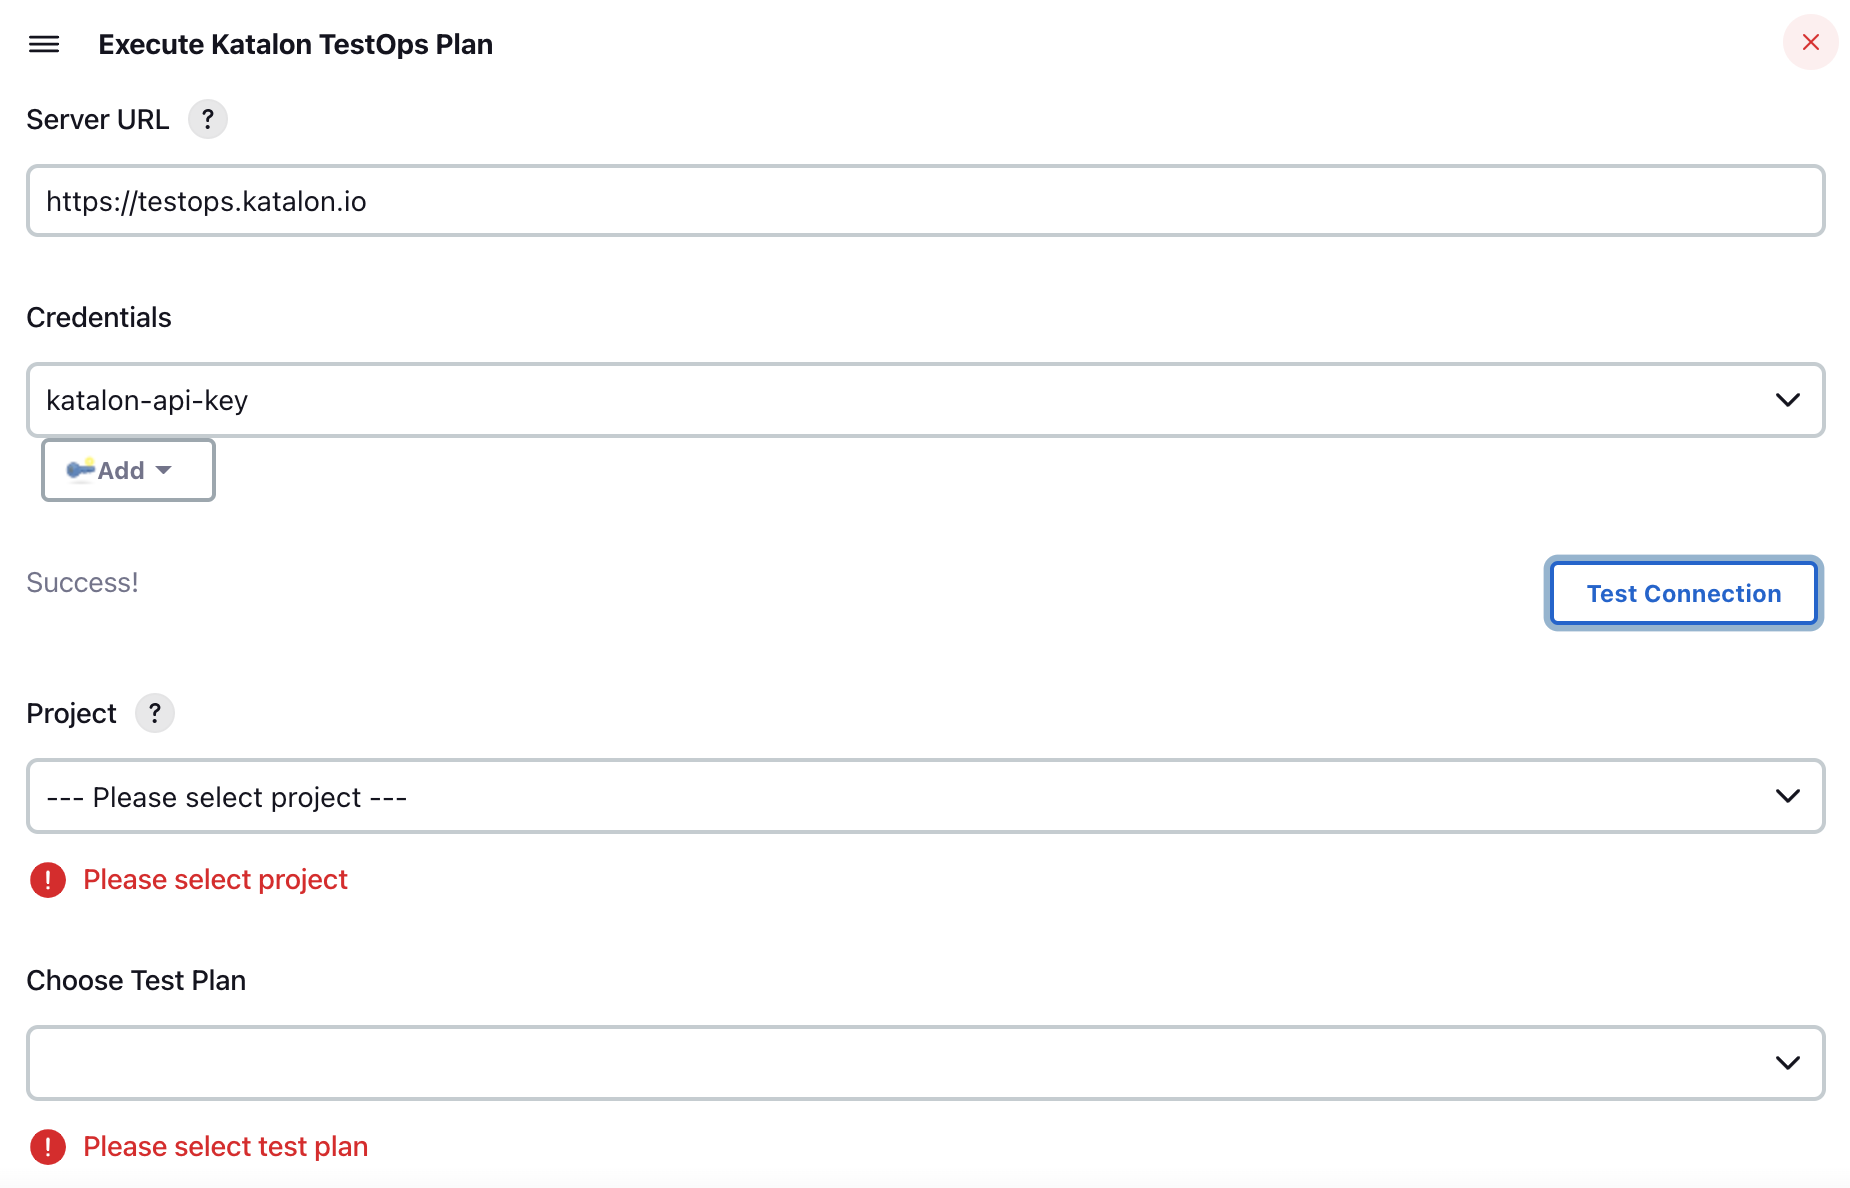 Execute Katalon TestOps Plan
Server URL ?
https://testops.katalon.io
Credentials
katalon-api-key
Add
Success!
Test Connection
Project ?
--- Please select project ---
! Please select project
Choose Test Plan
! Please select test plan